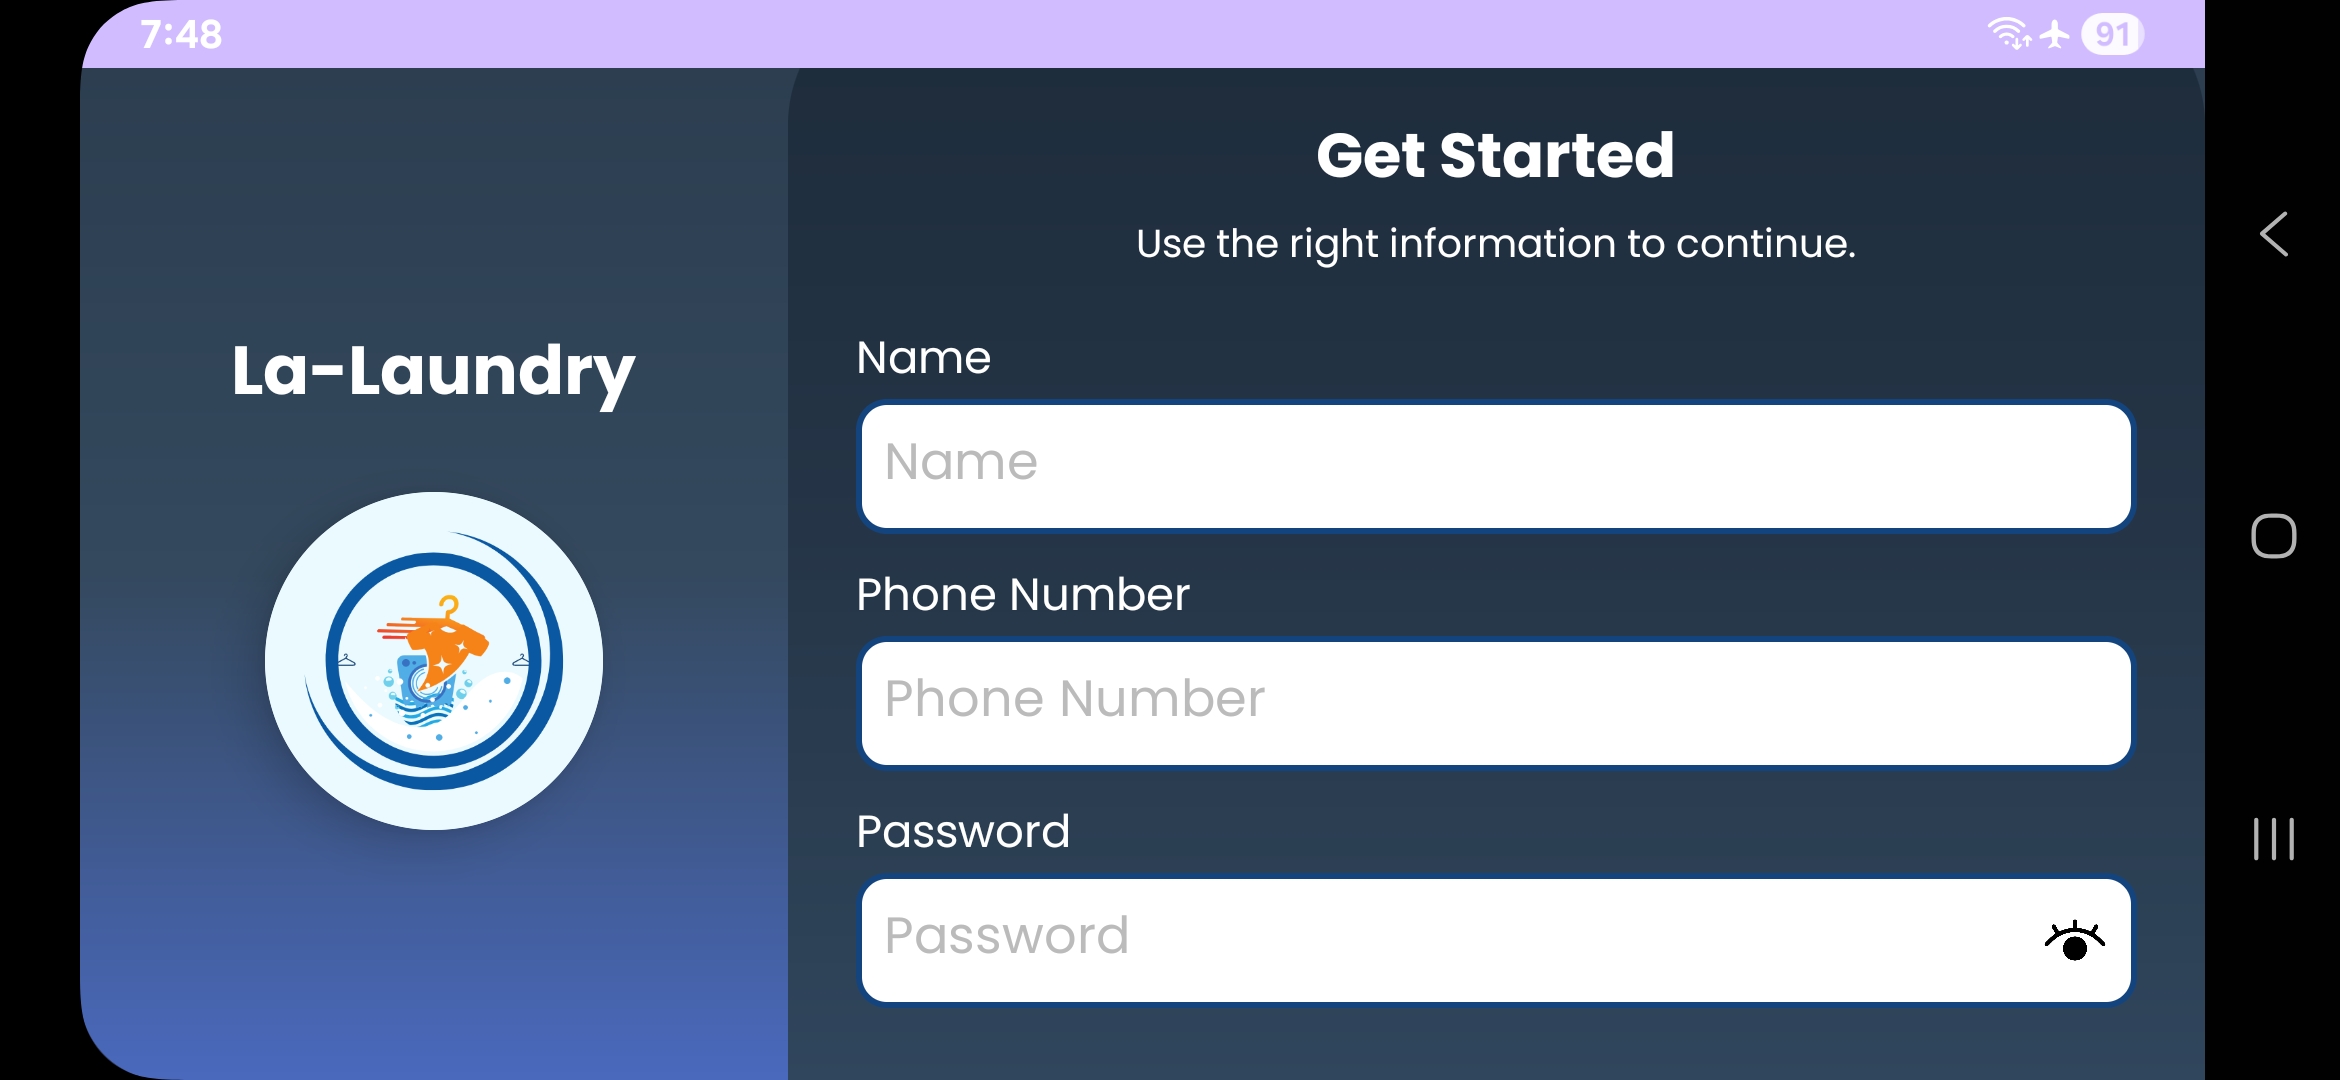 7:48
91
La-Laundry
Get Started
Use the right information to continue.
Name
Name
Phone Number
Phone Number
Password
Password